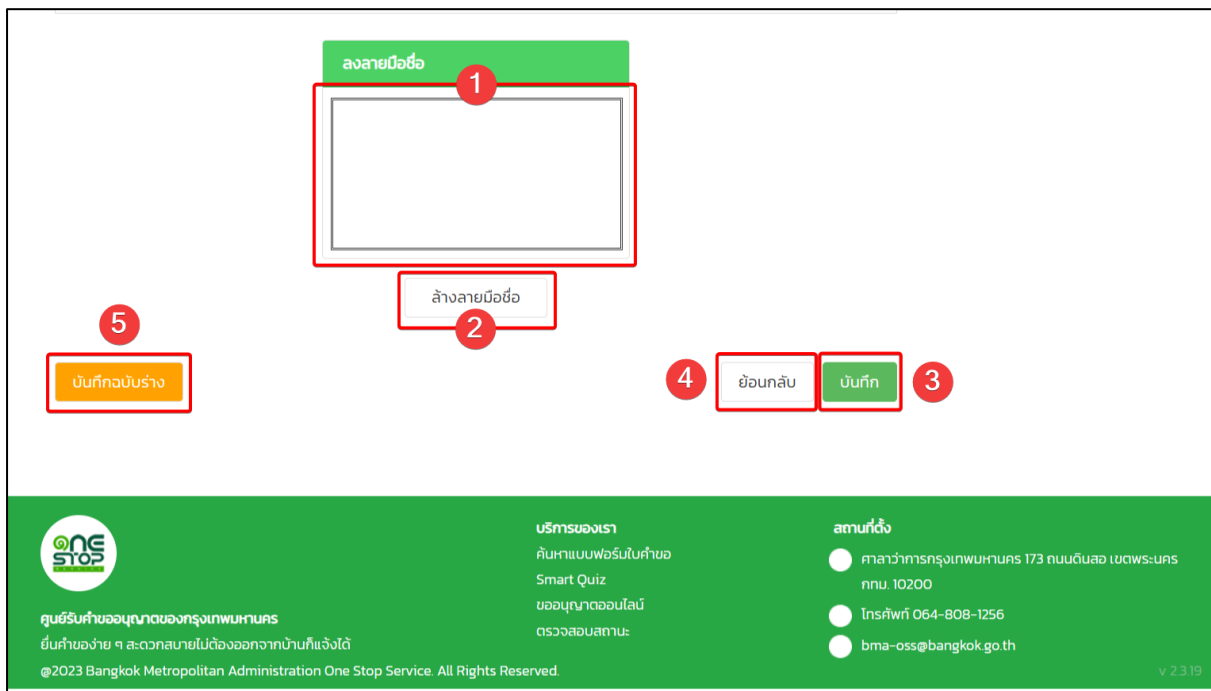 ลงลายมือชื่อ
1
ล้างลายมือชื่อ
2
5
บันทึกฉบับร่าง
4
ย้อนกลับ
บันทึก
3
ONE
STOP
SERVICE
ศูนย์รับคำขออนุญาตของกรุงเทพมหานคร
ยื่นคำของ่าย ๆ สะดวกสบายไม่ต้องออกจากบ้านก็แจ้งได้
@2023 Bangkok Metropolitan Administration One Stop Service. All Rights Reserved.
บริการของเรา
ค้นหาแบบฟอร์มใบคำขอ
Smart Quiz
ขออนุญาตออนไลน์
ตรวจสอบสถานะ
สถานที่ตั้ง
ศาลาว่าการกรุงเทพมหานคร 173 ถนนดินสอ เขตพระนคร
กทม. 10200
โทรศัพท์ 064-808-1256
bma-oss@bangkok.go.th
v 2.3.19